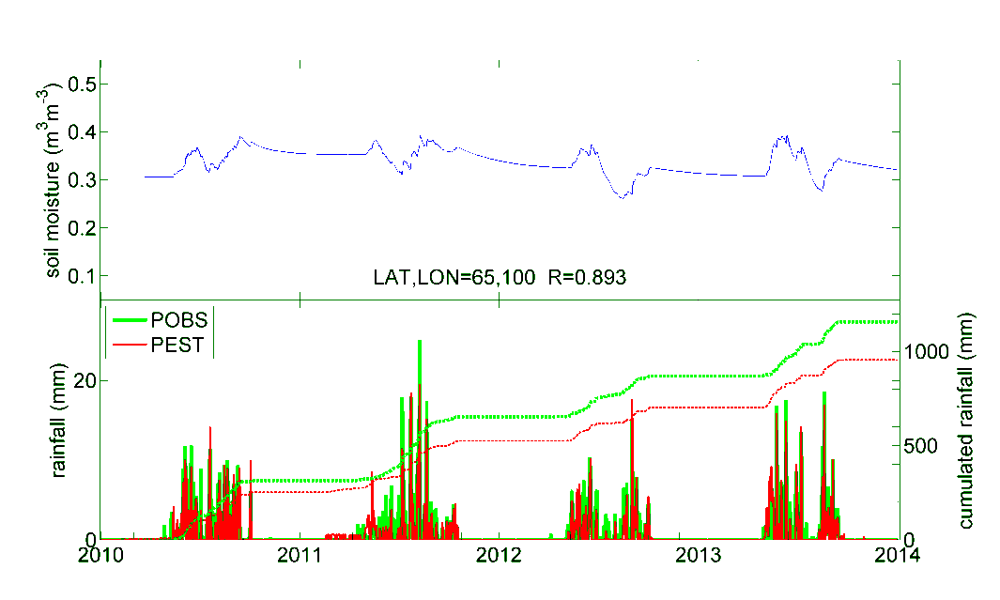 0.5
0.4
0.3
0.2
0.1
soil moisture (m³m⁻³)
LAT,LON=65,100 R=0.893
POBS
PEST
20
0
rainfall (mm)
1000
500
0
cumulated rainfall (mm)
2010 2011 2012 2013 2014